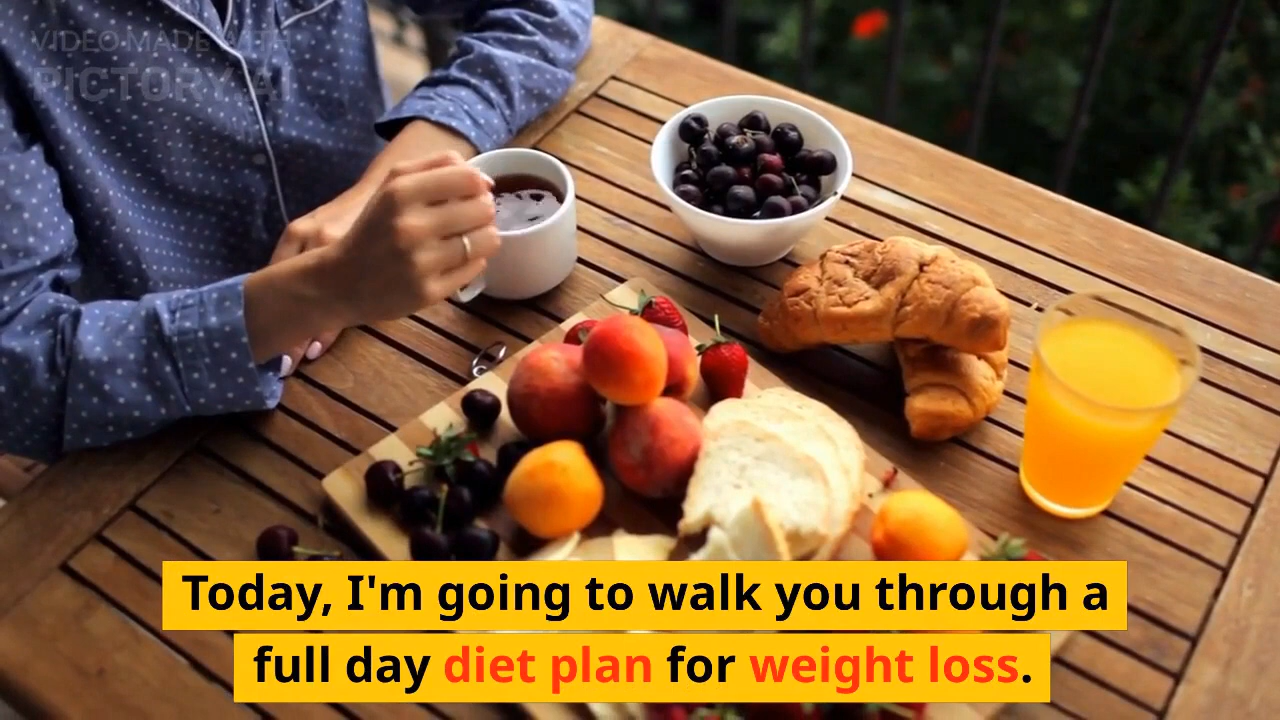 VIDEO MADE WITH
PICTORY.AI
Today, I'm going to walk you through a
full day diet plan for weight loss.